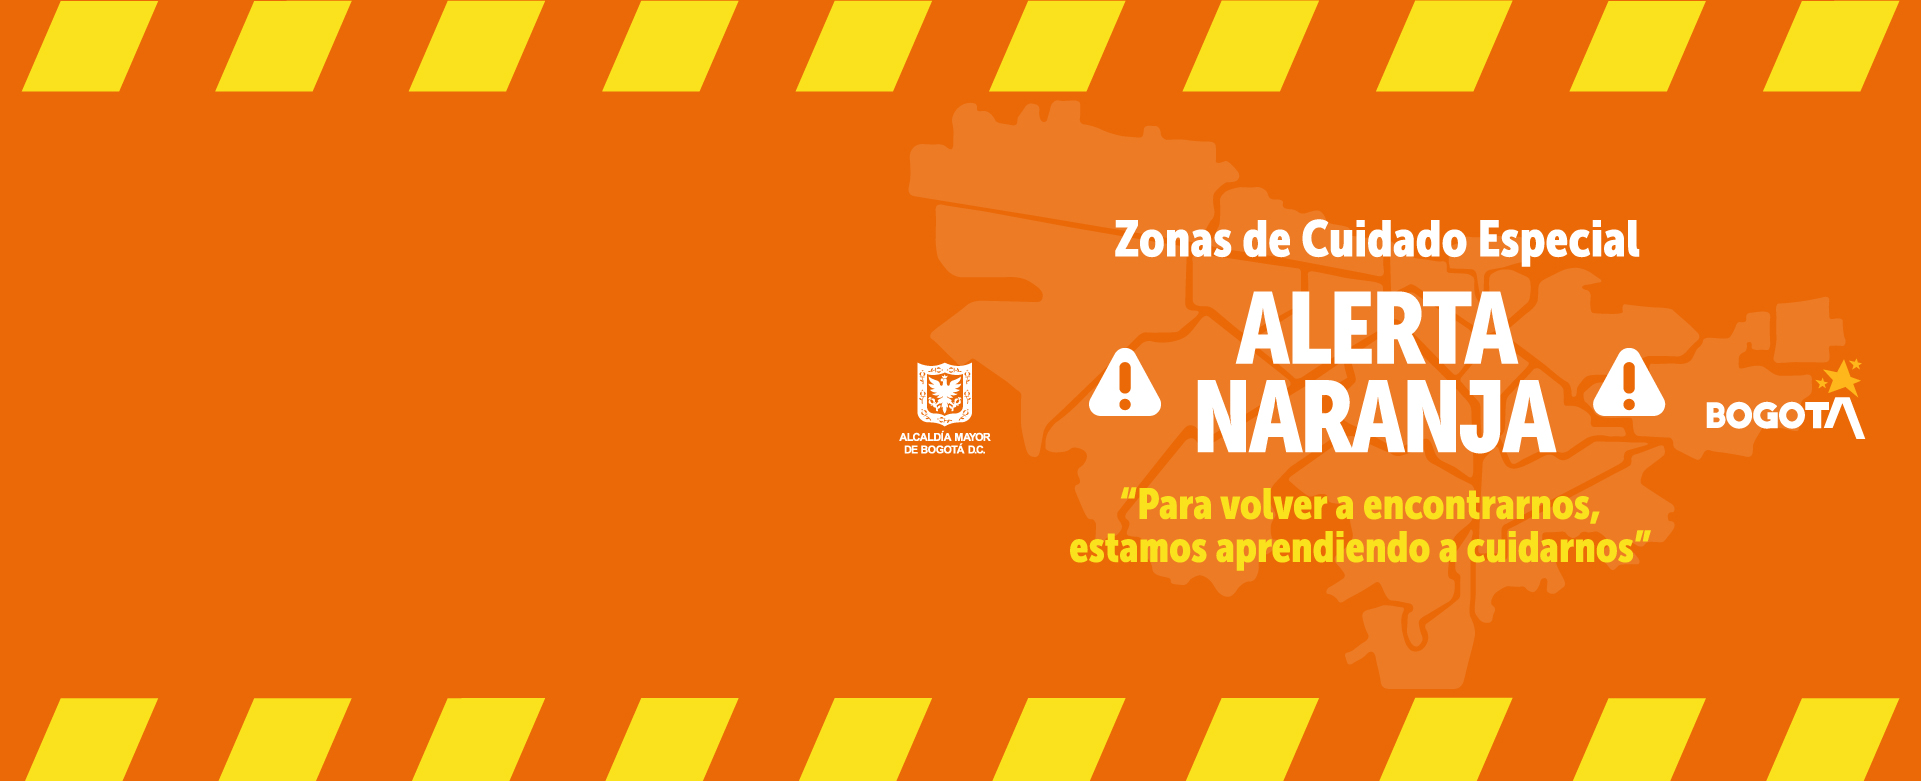 Zonas de Cuidado Especial
ALERTA
NARANJA
ALCALDÍA MAYOR
DE BOGOTÁ D.C.
BOGOTÁ
“Para volver a encontrarnos,
estamos aprendiendo a cuidarnos”